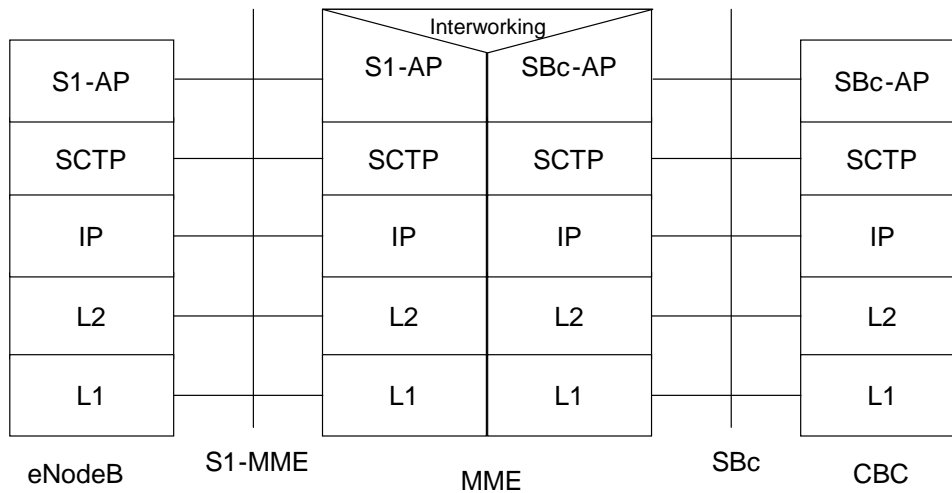 Interworking
S1-AP S1-AP SBc-AP SBc-AP
SCTP SCTP SCTP SCTP
IP IP IP IP
L2 L2 L2 L2
L1 L1 L1 L1
eNodeB S1-MME MME SBc CBC